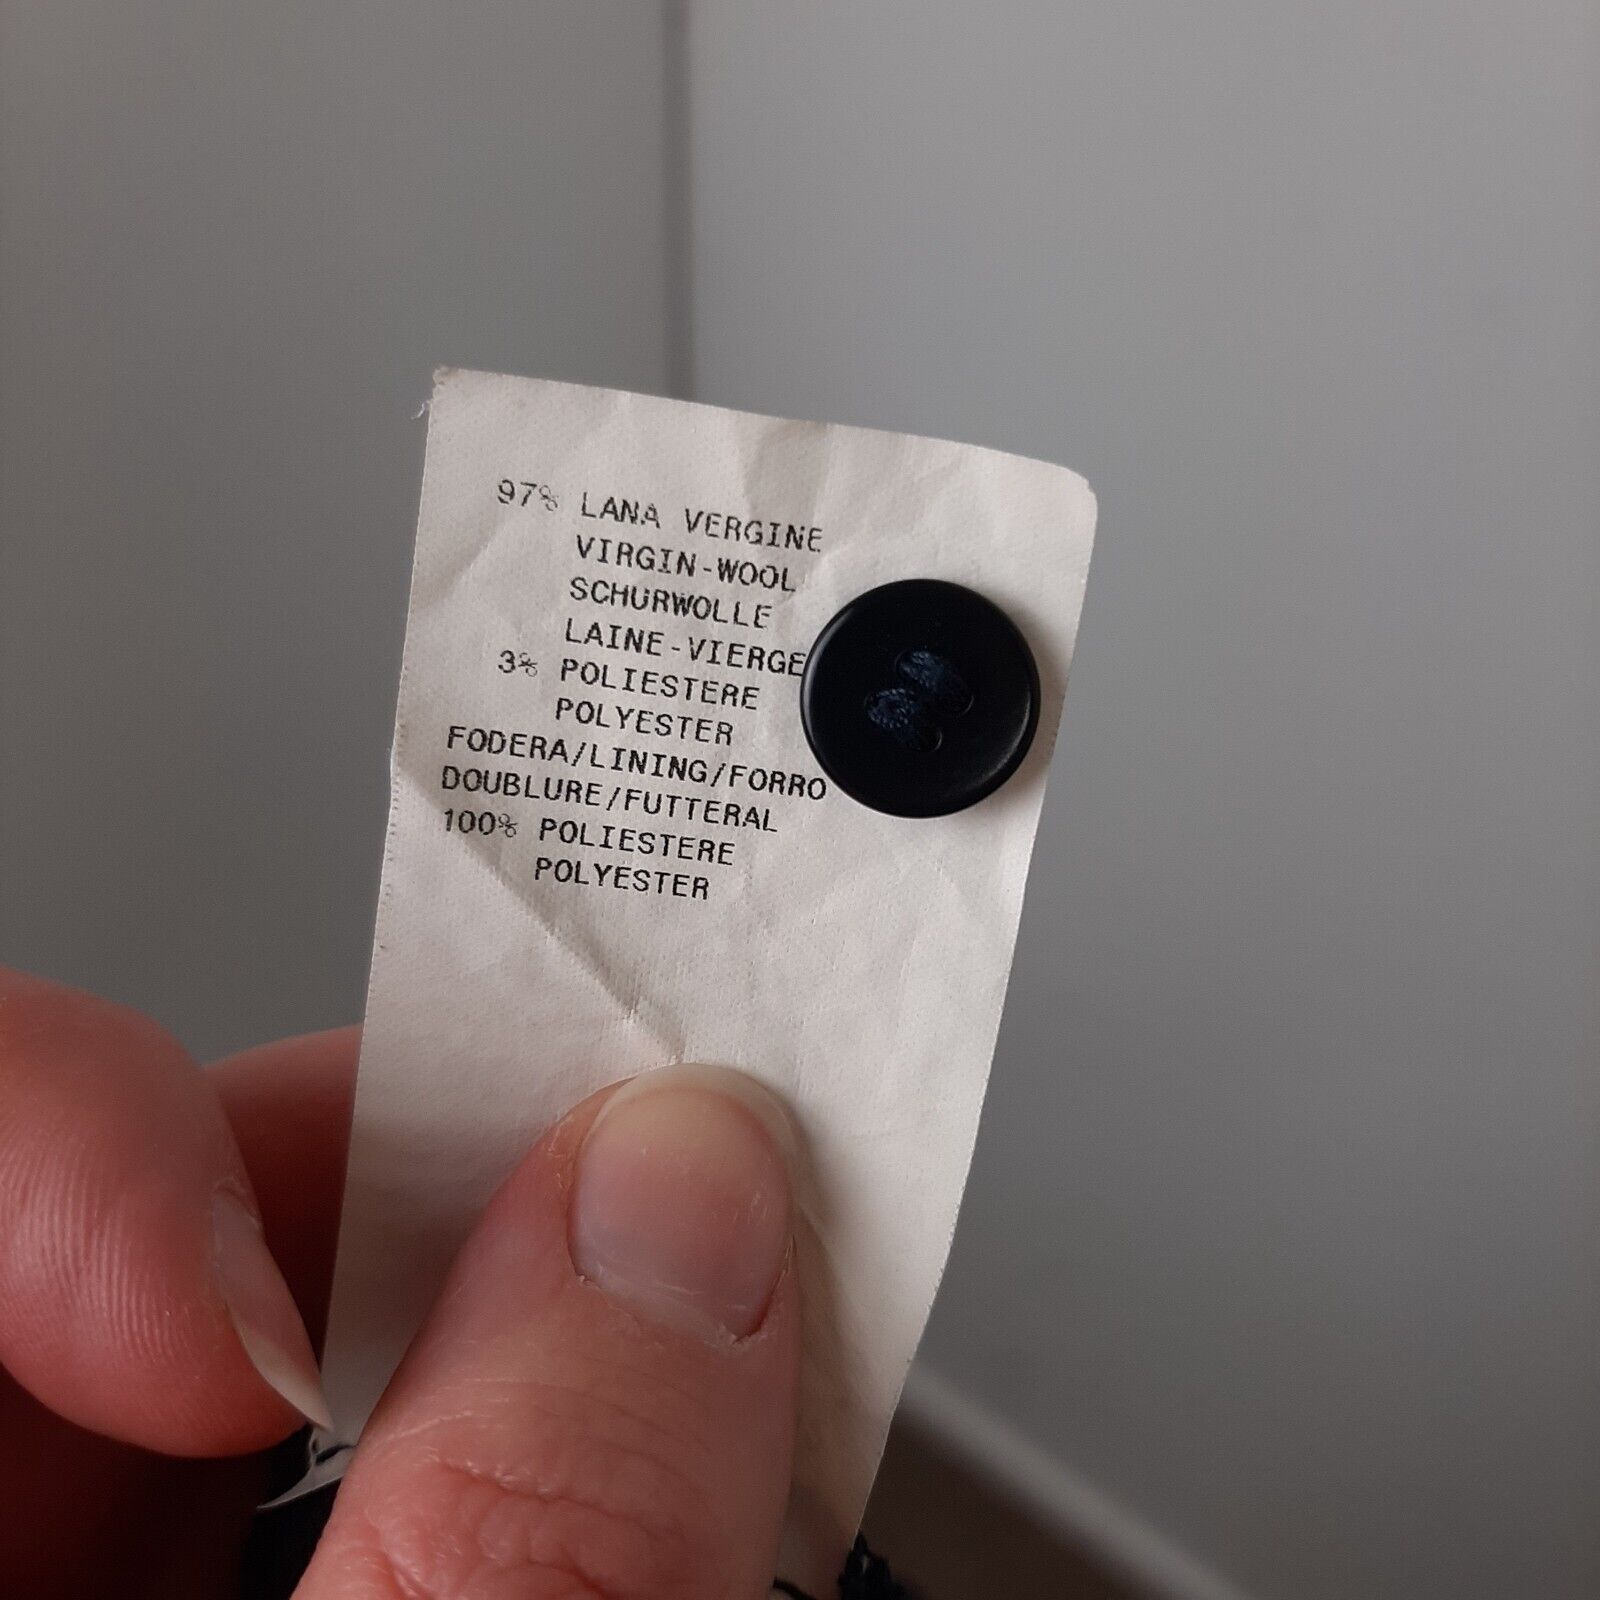 97% LANA VERGINE
VIRGIN-WOOL
SCHURWOLLE
LAINE-VIERGE
3% POLIESTERE
POLYESTER
FODERA/LINING/FORRO
DOUBLURE/FUTTERAL
100% POLIESTERE
POLYESTER